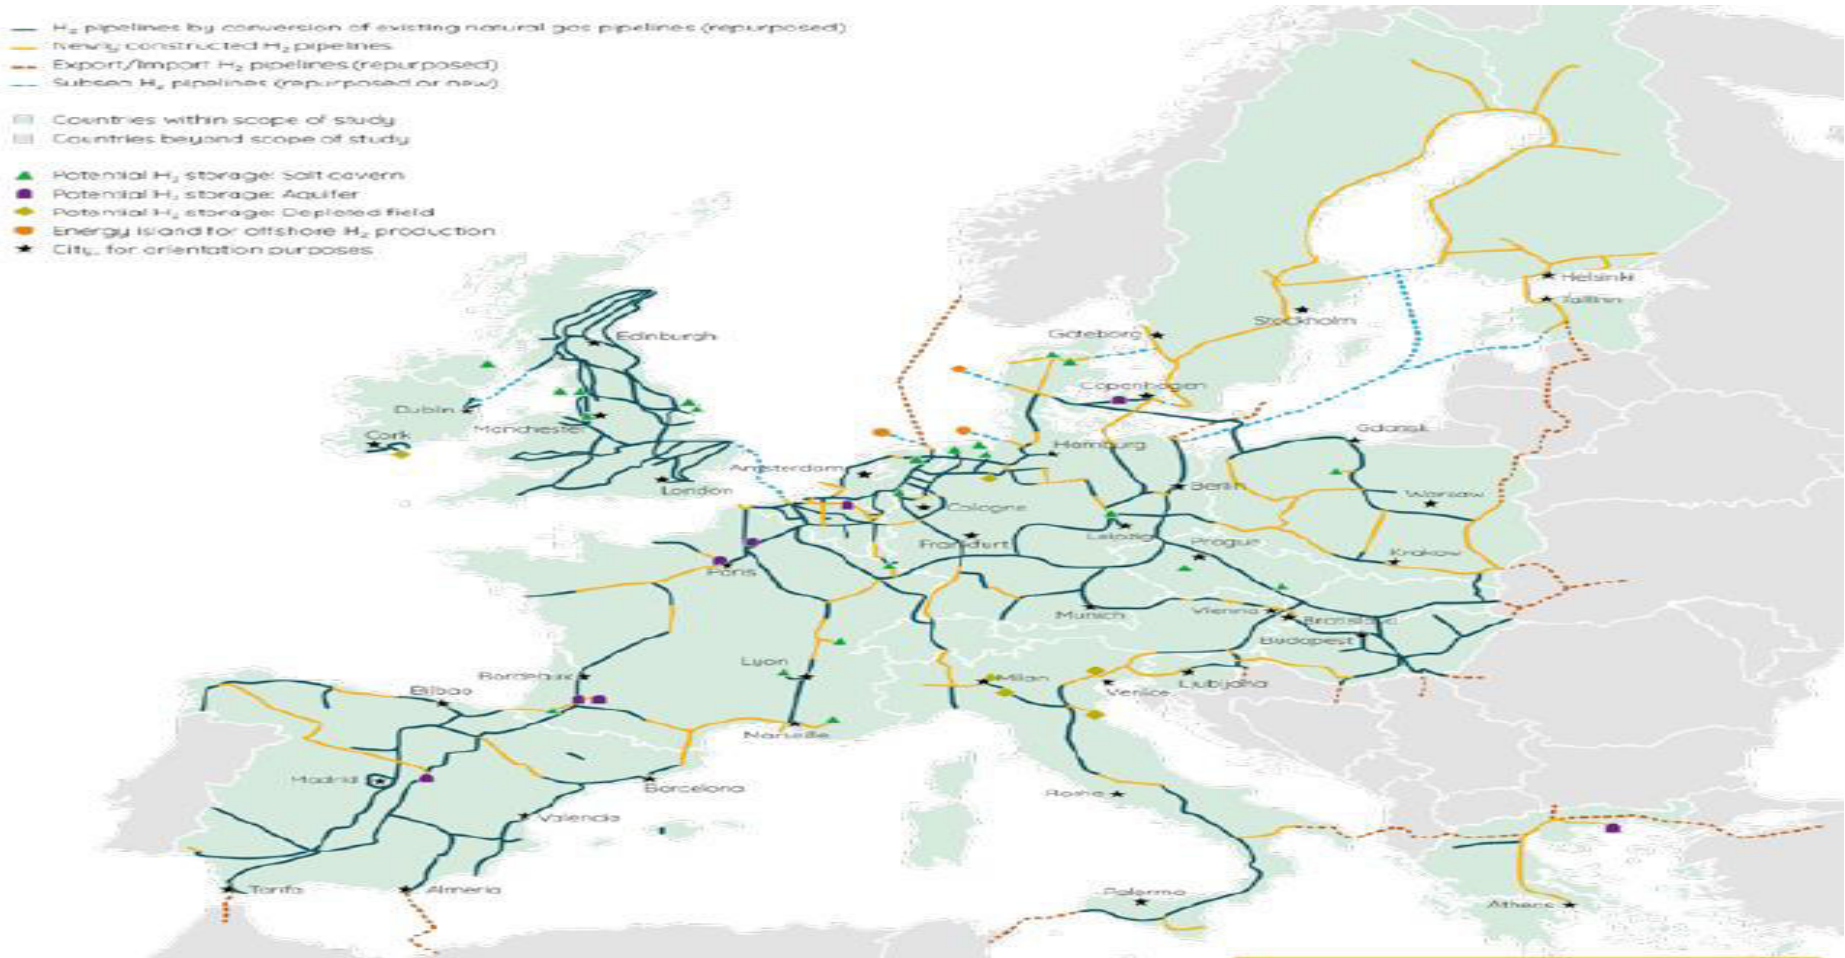 H₂ pipelines by conversion of existing natural gas pipelines (repurposed)
Newly constructed H₂ pipelines
Export/Import H₂ pipelines (repurposed)
Subsea H₂ pipelines (repurposed or new)
Countries within scope of study
Countries beyond scope of study
Potential H₂ storage: Salt cavern
Potential H₂ storage: Aquifer
Potential H₂ storage: Depleted field
Energy island for offshore H₂ production
City, for orientation purposes
Helsinki
Tallinn
Stockholm
Göteborg
Edinburgh
Copenhagen
Dublin
Manchester
Cork
Gdansk
Hamburg
Amsterdam
London
Berlin
Warsaw
Cologne
Leipzig
Frankfurt
Prague
Krakow
Paris
Munich
Vienna
Bratislava
Budapest
Lyon
Bordeaux
Milan
Venice
Ljubljana
Bilbao
Marseille
Madrid
Barcelona
Rome
Valencia
Tarifa
Almeria
Palermo
Athens